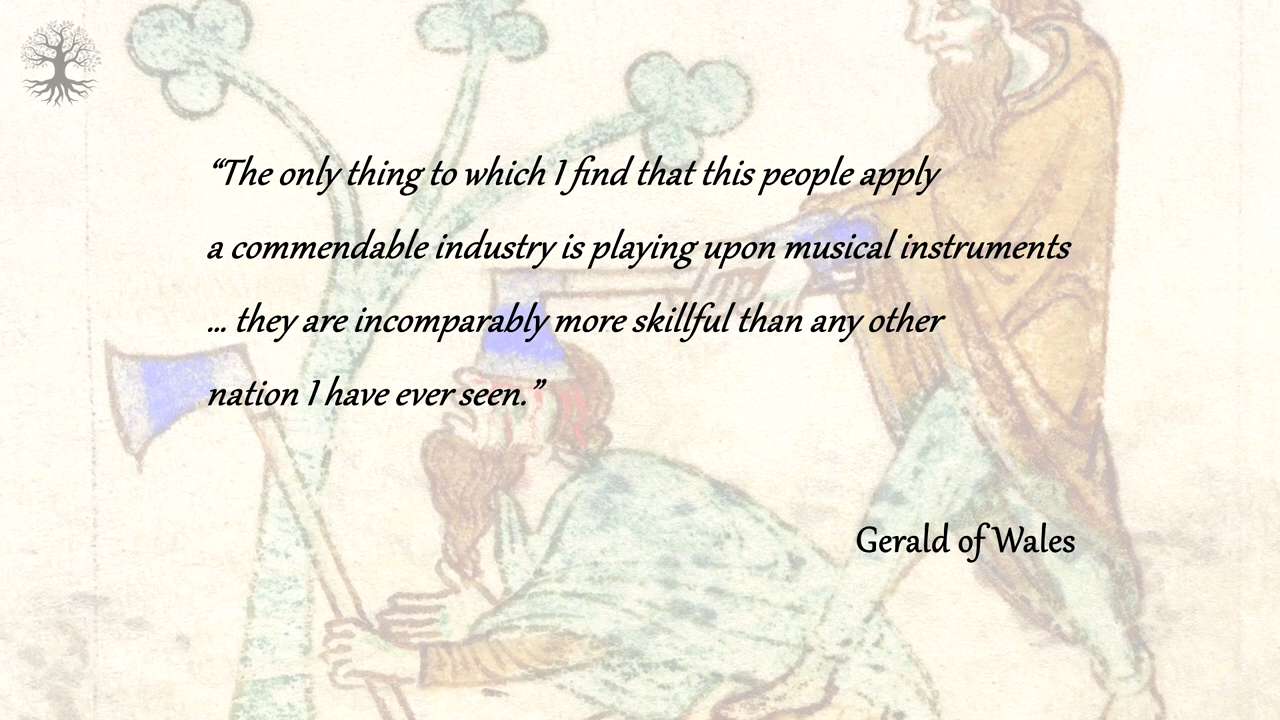 “The only thing to which I find that this people apply
a commendable industry is playing upon musical instruments
... they are incomparably more skillful than any other
nation I have ever seen.”
Gerald of Wales